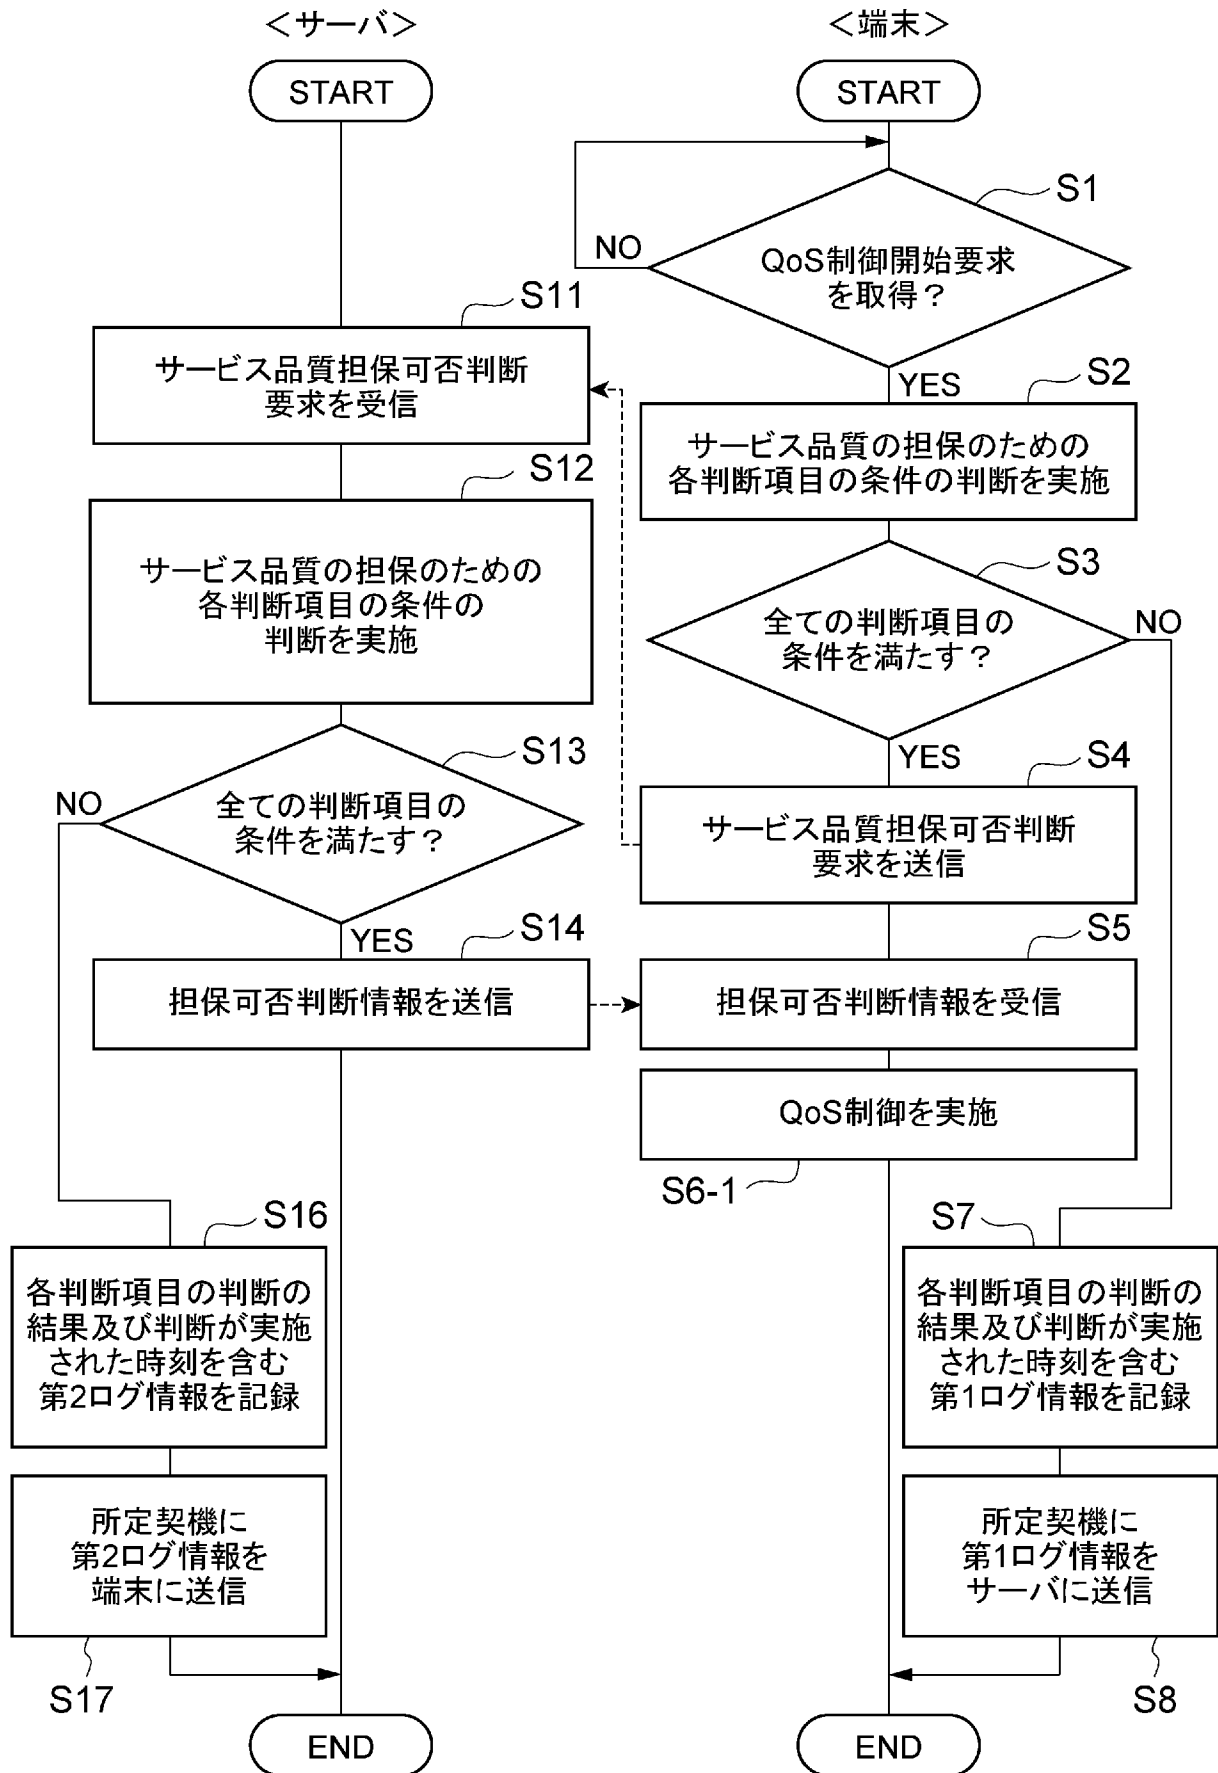 ＜サーバ＞
START
S11
サービス品質担保可否判断
要求を受信
S12
サービス品質の担保のための
各判断項目の条件の
判断を実施
S13
全ての判断項目の
条件を満たす？
NO
YES
S14
担保可否判断情報を送信
S16
各判断項目の判断の
結果及び判断が実施
された時刻を含む
第2ログ情報を記録
所定契機に
第2ログ情報を
端末に送信
S17
END
＜端末＞
START
S1
QoS制御開始要求
を取得？
NO
YES
S2
サービス品質の担保のための
各判断項目の条件の判断を実施
S3
全ての判断項目の
条件を満たす？
NO
YES
S4
サービス品質担保可否判断
要求を送信
S5
担保可否判断情報を受信
QoS制御を実施
S6-1
S7
各判断項目の判断の
結果及び判断が実施
された時刻を含む
第1ログ情報を記録
所定契機に
第1ログ情報を
サーバに送信
S8
END